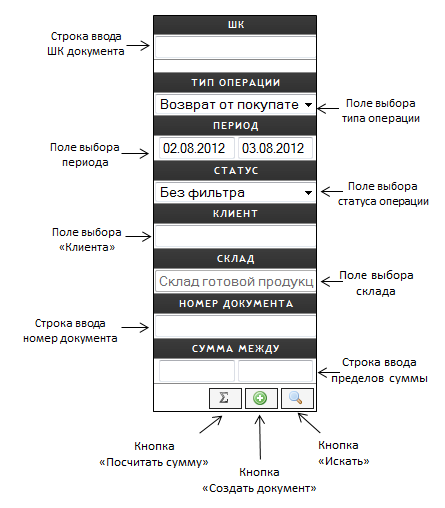 ШК
Строка ввода
ШК документа
ТИП ОПЕРАЦИИ
Возврат от покупате
Поле выбора
типа операции
ПЕРИОД
Поле выбора
периода
02.08.2012 03.08.2012
СТАТУС
Без фильтра
Поле выбора
статуса операции
КЛИЕНТ
Поле выбора
«Клиента»
СКЛАД
Склад готовой продукц
Поле выбора
склада
НОМЕР ДОКУМЕНТА
Строка ввода
номер документа
СУММА МЕЖДУ
Строка ввода
пределов суммы
Σ
Кнопка
«Посчитать сумму»
Кнопка
«Создать документ»
Кнопка
«Искать»